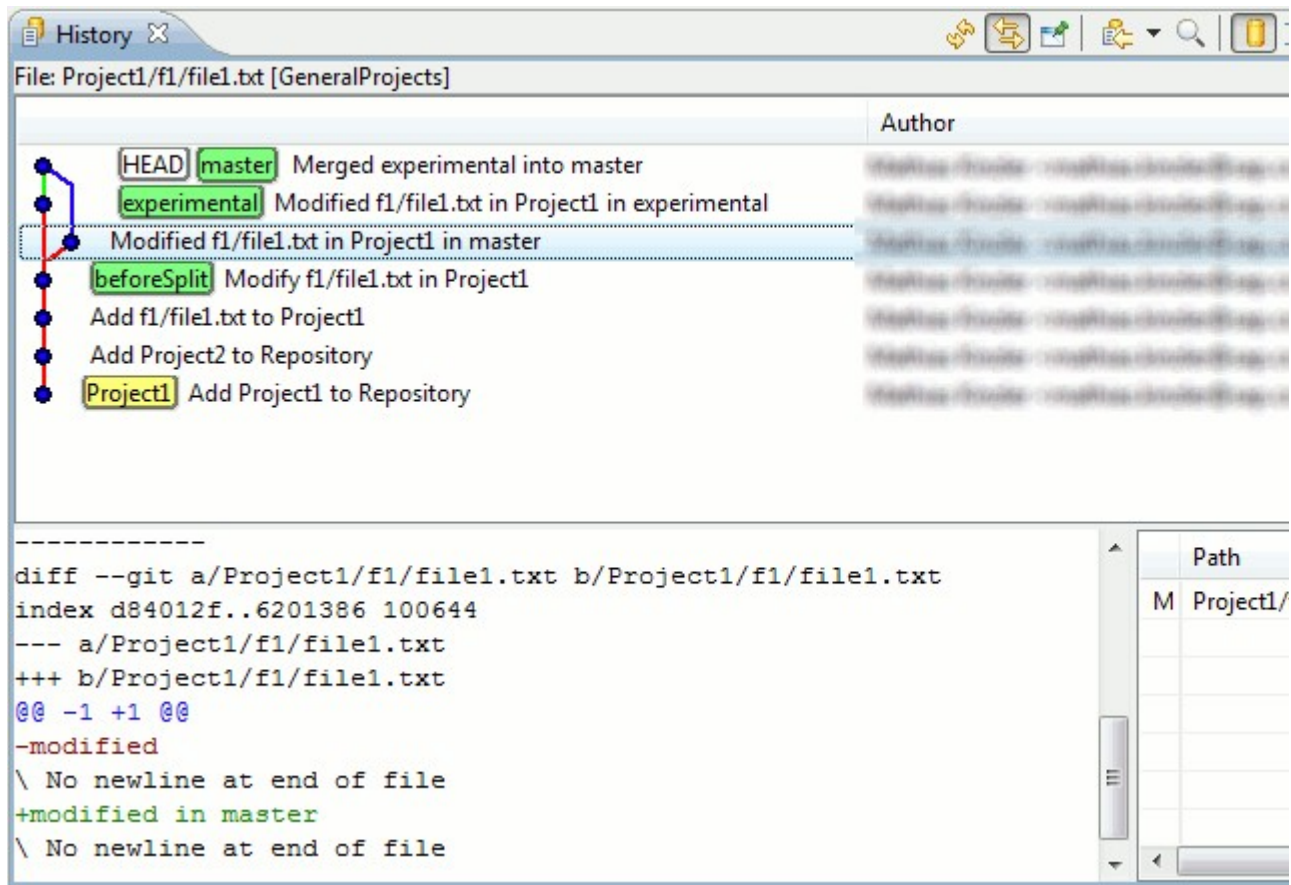 History
File: Project1/f1/file1.txt [GeneralProjects]
Author
HEAD master Merged experimental into master
experimental Modified f1/file1.txt in Project1 in experimental
Modified f1/file1.txt in Project1 in master
beforeSplit Modify f1/file1.txt in Project1
Add f1/file1.txt to Project1
Add Project2 to Repository
Project1 Add Project1 to Repository
------------
diff --git a/Project1/f1/file1.txt b/Project1/f1/file1.txt
index d84012f..6201386 100644
--- a/Project1/f1/file1.txt
+++ b/Project1/f1/file1.txt
@@ -1 +1 @@
-modified
\ No newline at end of file
+modified in master
\ No newline at end of file
Path
M Project1/